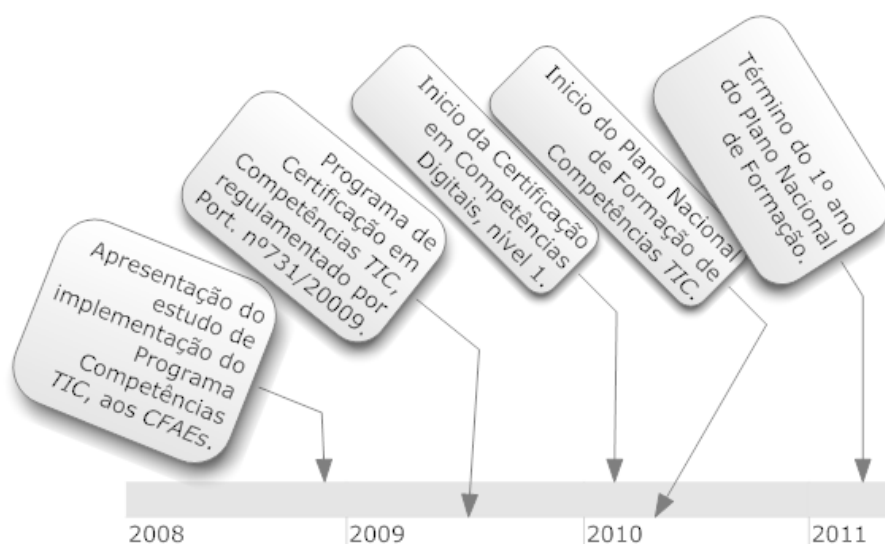 Apresentação do
estudo de
implementação do
Programa
Competências
TIC, aos CFAEs.
Programa de
Certificação em
Competências TIC,
regulamentado por
Port. nº731/20009.
Inicio da Certificação
em Competências
Digitais, nível 1.
Inicio do Plano Nacional
de Formação de
Competências TIC.
Término do 1º ano
do Plano Nacional
de Formação.
2008
2009
2010
2011